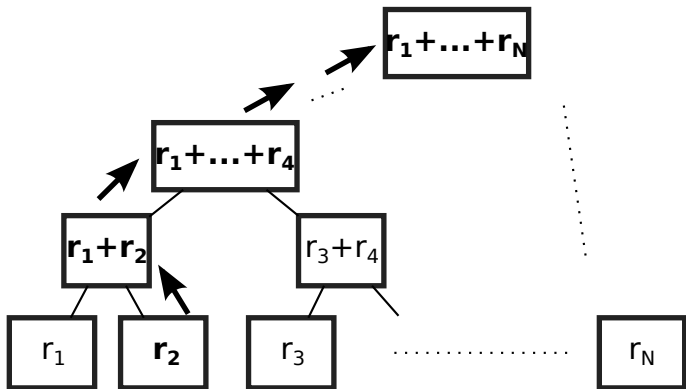 r₁+...+r_N
r₁+...+r₄
r₁+r₂ r₃+r₄
r₁ r₂ r₃ r_N